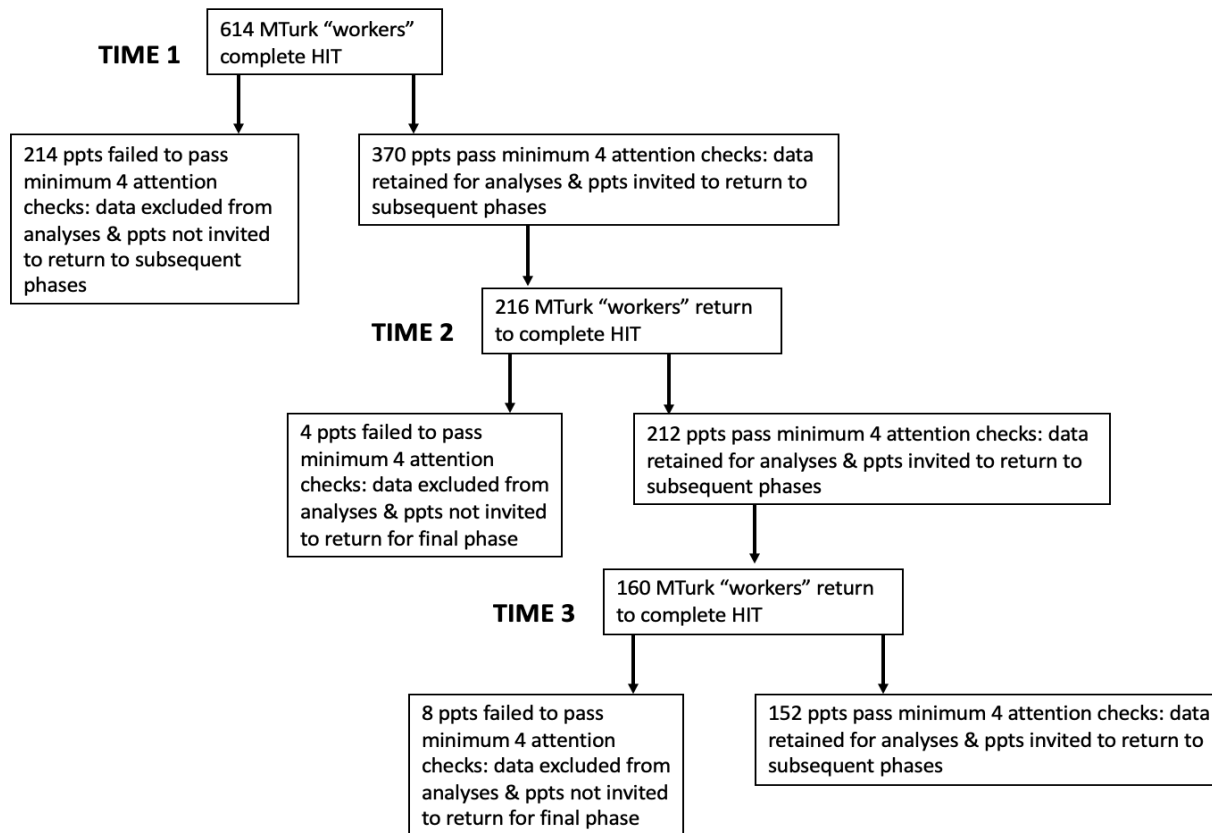 614 MTurk “workers”
complete HIT
TIME 1
214 ppts failed to pass
minimum 4 attention
checks: data excluded from
analyses & ppts not invited
to return to subsequent
phases
370 ppts pass minimum 4 attention checks: data
retained for analyses & ppts invited to return to
subsequent phases
216 MTurk “workers” return
to complete HIT
TIME 2
4 ppts failed to pass
minimum 4 attention
checks: data excluded from
analyses & ppts not invited
to return for final phase
212 ppts pass minimum 4 attention checks: data
retained for analyses & ppts invited to return to
subsequent phases
160 MTurk “workers” return
to complete HIT
TIME 3
8 ppts failed to pass
minimum 4 attention
checks: data excluded from
analyses & ppts not invited
to return for final phase
152 ppts pass minimum 4 attention checks: data
retained for analyses & ppts invited to return to
subsequent phases